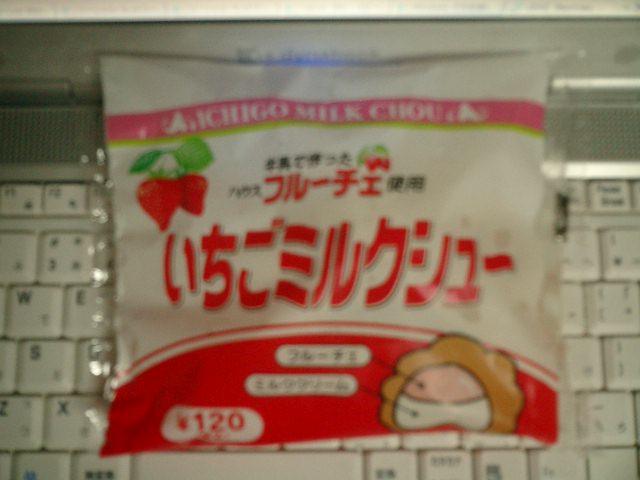 ICHIGO MILK CHOU
牛乳で作った
ハウス フルーチェ 使用
いちごミルクシュー
フルーチェ
ミルククリーム
¥120
W
E
S
Z
X